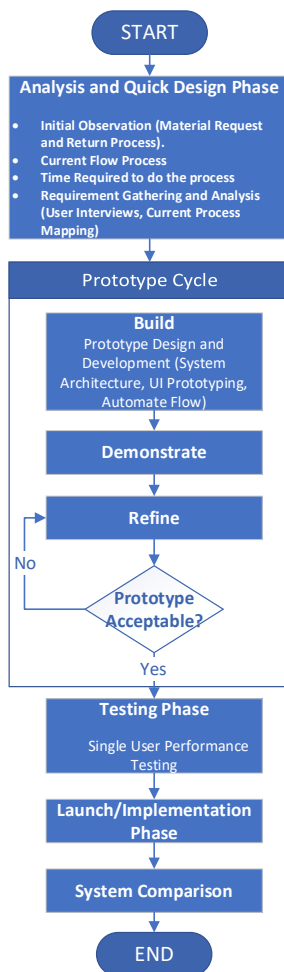 START
Analysis and Quick Design Phase
• Initial Observation (Material Request
and Return Process).
• Current Flow Process
• Time Required to do the process
• Requirement Gathering and Analysis
(User Interviews, Current Process
Mapping)
Prototype Cycle
Build
Prototype Design and
Development (System
Architecture, UI Prototyping,
Automate Flow)
Demonstrate
Refine
No
Prototype
Acceptable?
Yes
Testing Phase
Single User Performance
Testing
Launch/Implementation
Phase
System Comparison
END